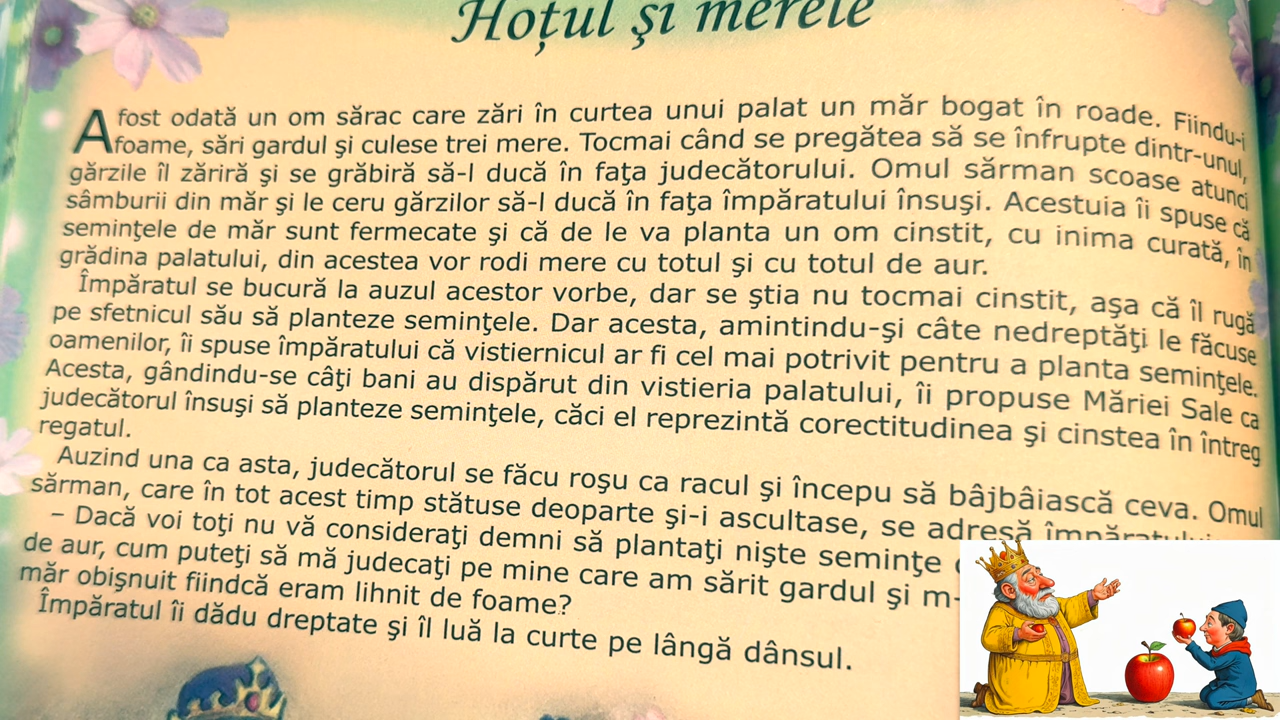 Hoțul şi merele
A fost odată un om sărac care zări în curtea unui palat un măr bogat în roade. Fiindu-i
foame, sări gardul şi culese trei mere. Tocmai când se pregătea să se înfrupte dintr-unul,
gărzile îl zăriră şi se grăbiră să-l ducă în faţa judecătorului. Omul sărman scoase atunci
sâmburii din măr şi le ceru gărzilor să-l ducă în faţa împăratului însuşi. Acestuia îi spuse că
seminţele de măr sunt fermecate şi că de le va planta un om cinstit, cu inima curată, în
grădina palatului, din acestea vor rodi mere cu totul şi cu totul de aur.
Împăratul se bucură la auzul acestor vorbe, dar se ştia nu tocmai cinstit, aşa că îl rugă
pe sfetnicul său să planteze seminţele. Dar acesta, amintindu-şi câte nedreptăţi le făcuse
oamenilor, îi spuse împăratului că vistiernicul ar fi cel mai potrivit pentru a planta seminţele.
Acesta, gândindu-se câţi bani au dispărut din vistieria palatului, îi propuse Măriei Sale ca
judecătorul însuşi să planteze seminţele, căci el reprezintă corectitudinea şi cinstea în întreg
regatul.
Auzind una ca asta, judecătorul se făcu roşu ca racul şi începu să bâjbâiască ceva. Omul
sărman, care în tot acest timp stătuse deoparte şi-i ascultase, se adresă
– Dacă voi toţi nu vă consideraţi demni să plantaţi nişte seminţe
de aur, cum puteţi să mă judecaţi pe mine care am sărit gardul şi
măr obişnuit fiindcă eram lihnit de foame?
Împăratul îi dădu dreptate şi îl luă la curte pe lângă dânsul.